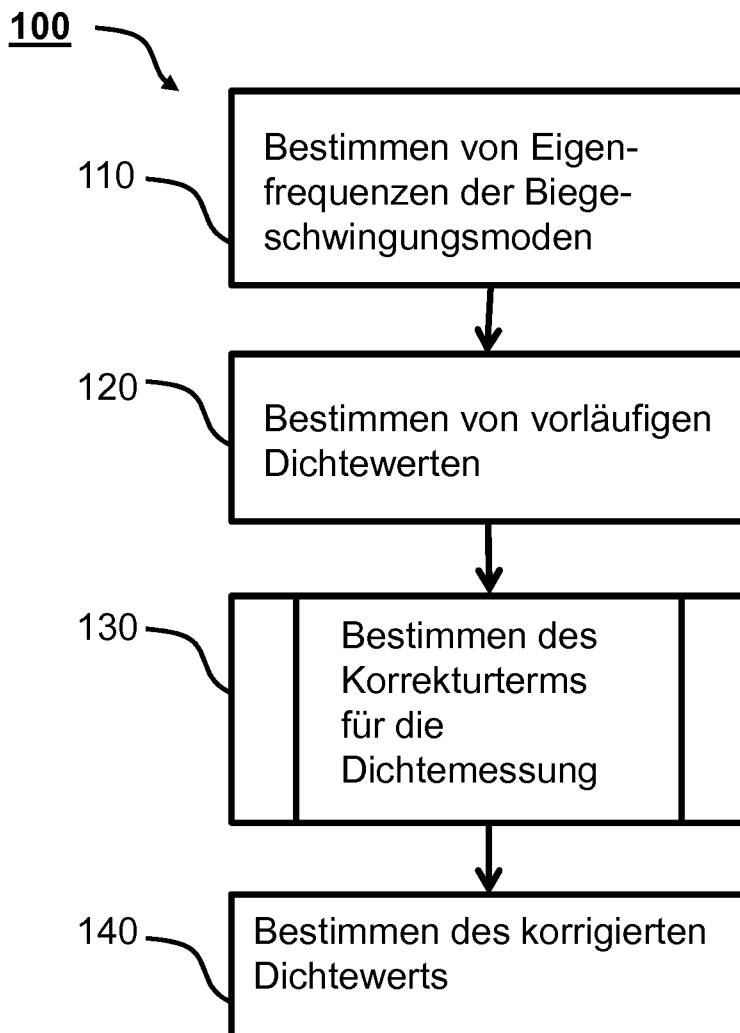 100
110
Bestimmen von Eigen-
frequenzen der Biege-
schwingungsmoden
120
Bestimmen von vorläufigen
Dichtewerten
130
Bestimmen des
Korrekturterms
für die
Dichtemessung
140
Bestimmen des korrigierten
Dichtewerts